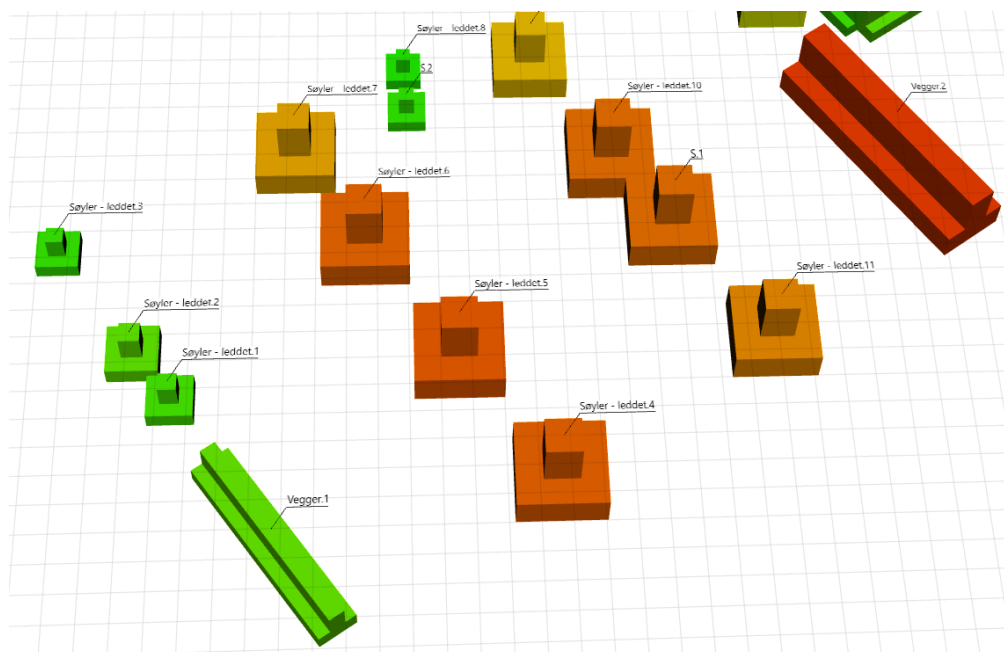 Søyler - leddet.8
S.2
Søyler - leddet.7
Søyler - leddet.10
Vegger.2
S.1
Søyler - leddet.6
Søyler - leddet.3
Søyler - leddet.11
Søyler - leddet.5
Søyler - leddet.2
Søyler - leddet.1
Søyler - leddet.4
Vegger.1